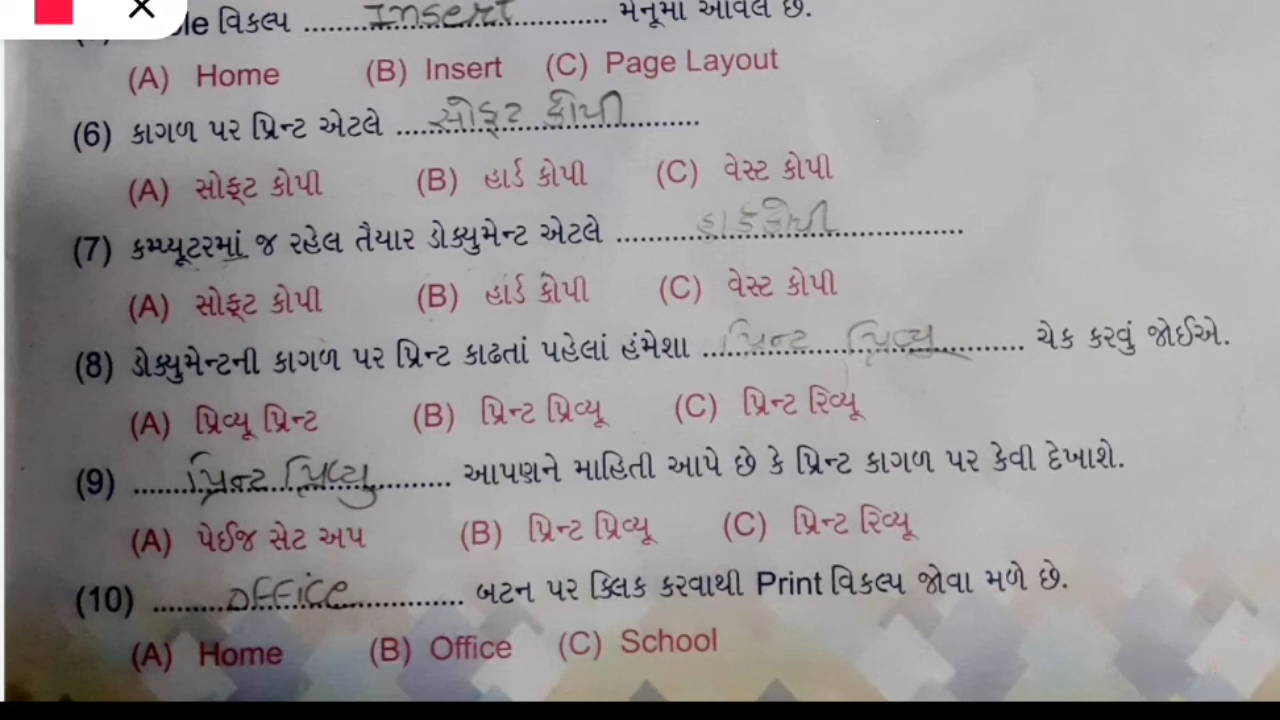 વિકલ્પ ....... Insert ....... મેનૂમાં આવેલ છે.
(A) Home (B) Insert (C) Page Layout
(6) કાગળ પર પ્રિન્ટ એટલે ....... સોફ્ટ કોપી .......
(A) સોફ્ટ કોપી (B) હાર્ડ કોપી (C) વેસ્ટ કોપી
(7) કમ્પ્યૂટરમાં જ રહેલ તૈયાર ડોક્યુમેન્ટ એટલે ....... હાર્ડ કોપી .......
(A) સોફ્ટ કોપી (B) હાર્ડ કોપી (C) વેસ્ટ કોપી
(8) ડોક્યુમેન્ટની કાગળ પર પ્રિન્ટ કાઢતાં પહેલાં હંમેશા ....... પ્રિન્ટ પ્રિવ્યુ ....... ચેક કરવું જોઈએ.
(A) પ્રિવ્યૂ પ્રિન્ટ (B) પ્રિન્ટ પ્રિવ્યૂ (C) પ્રિન્ટ રિવ્યૂ
(9) ....... પ્રિન્ટ પ્રિવ્યુ ....... આપણને માહિતી આપે છે કે પ્રિન્ટ કાગળ પર કેવી દેખાશે.
(A) પેઈજ સેટ અપ (B) પ્રિન્ટ પ્રિવ્યૂ (C) પ્રિન્ટ રિવ્યૂ
(10) ....... office ....... બટન પર ક્લિક કરવાથી Print વિકલ્પ જોવા મળે છે.
(A) Home (B) Office (C) School